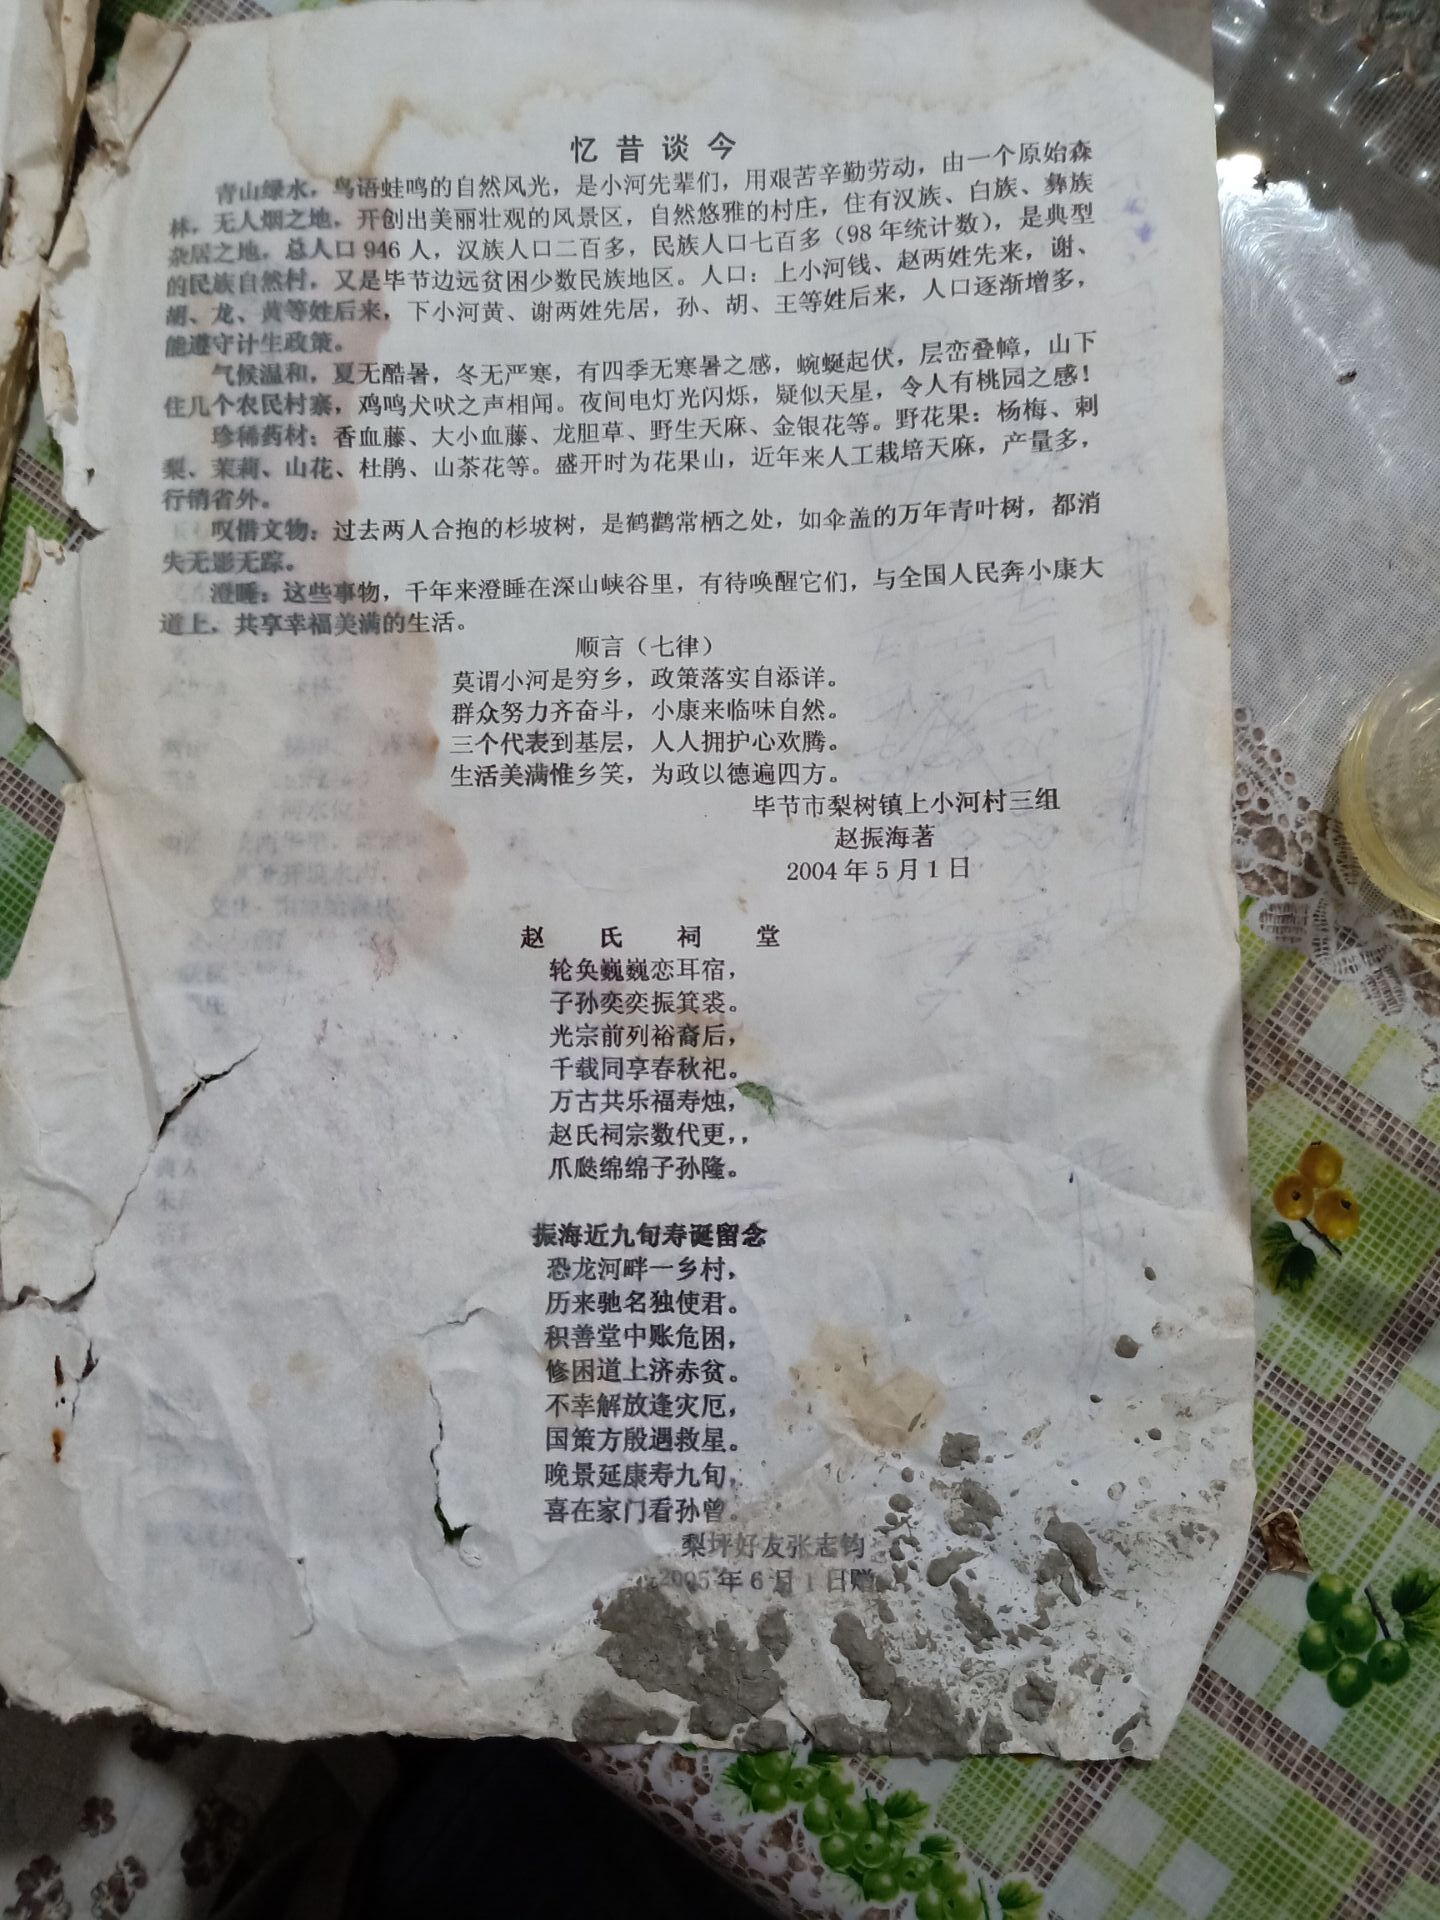 忆昔谈今
青山绿水，鸟语蛙鸣的自然风光，是小河先辈们，用艰苦辛勤劳动，由一个原始森
林，无人烟之地，开创出美丽壮观的风景区，自然悠雅的村庄，住有汉族、白族、彝族
杂居之地，总人口946人，汉族人口二百多，民族人口七百多（98年统计数），是典型
的民族自然村，又是毕节边远贫困少数民族地区。人口：上小河钱、赵两姓先来，谢、
胡、龙、黄等姓后来，下小河黄、谢两姓先居，孙、胡、王等姓后来，人口逐渐增多，
能遵守计生政策。
气候温和，夏无酷暑，冬无严寒，有四季无寒暑之感，蜿蜒起伏，层峦叠幛，山下
住几个农民村寨，鸡鸣犬吠之声相闻。夜间电灯光闪烁，疑似天星，令人有桃园之感！
珍稀药材：香血藤、大小血藤、龙胆草、野生天麻、金银花等。野花果：杨梅、刺
梨、茉莉、山花、杜鹃、山茶花等。盛开时为花果山，近年来人工栽培天麻，产量多，
行销省外。
叹惜文物：过去两人合抱的杉坡树，是鹤鹳常栖之处，如伞盖的万年青叶树，都消
失无影无踪。
澄睡：这些事物，千年来澄睡在深山峡谷里，有待唤醒它们，与全国人民奔小康大
道上，共享幸福美满的生活。
顺言（七律）
莫谓小河是穷乡，政策落实自添详。
群众努力齐奋斗，小康来临味自然。
三个代表到基层，人人拥护心欢腾。
生活美满惟乡笑，为政以德遍四方。
毕节市梨树镇上小河村三组
赵振海著
2004年5月1日
赵氏祠堂
轮奂巍巍恋耳宿，
子孙奕奕振箕裘。
光宗前列裕裔后，
千载同享春秋祀。
万古共乐福寿烛，
赵氏祠宗数代更，，
爪瓞绵绵子孙隆。
振海近九旬寿诞留念
恐龙河畔一乡村，
历来驰名独使君。
积善堂中账危困，
修困道上济赤贫。
不幸解放逢灾厄，
国策方殷遇救星。
晚景延康寿九旬，
喜在家门看孙曾。
梨坪好友张志钧
2005年6月1日赠